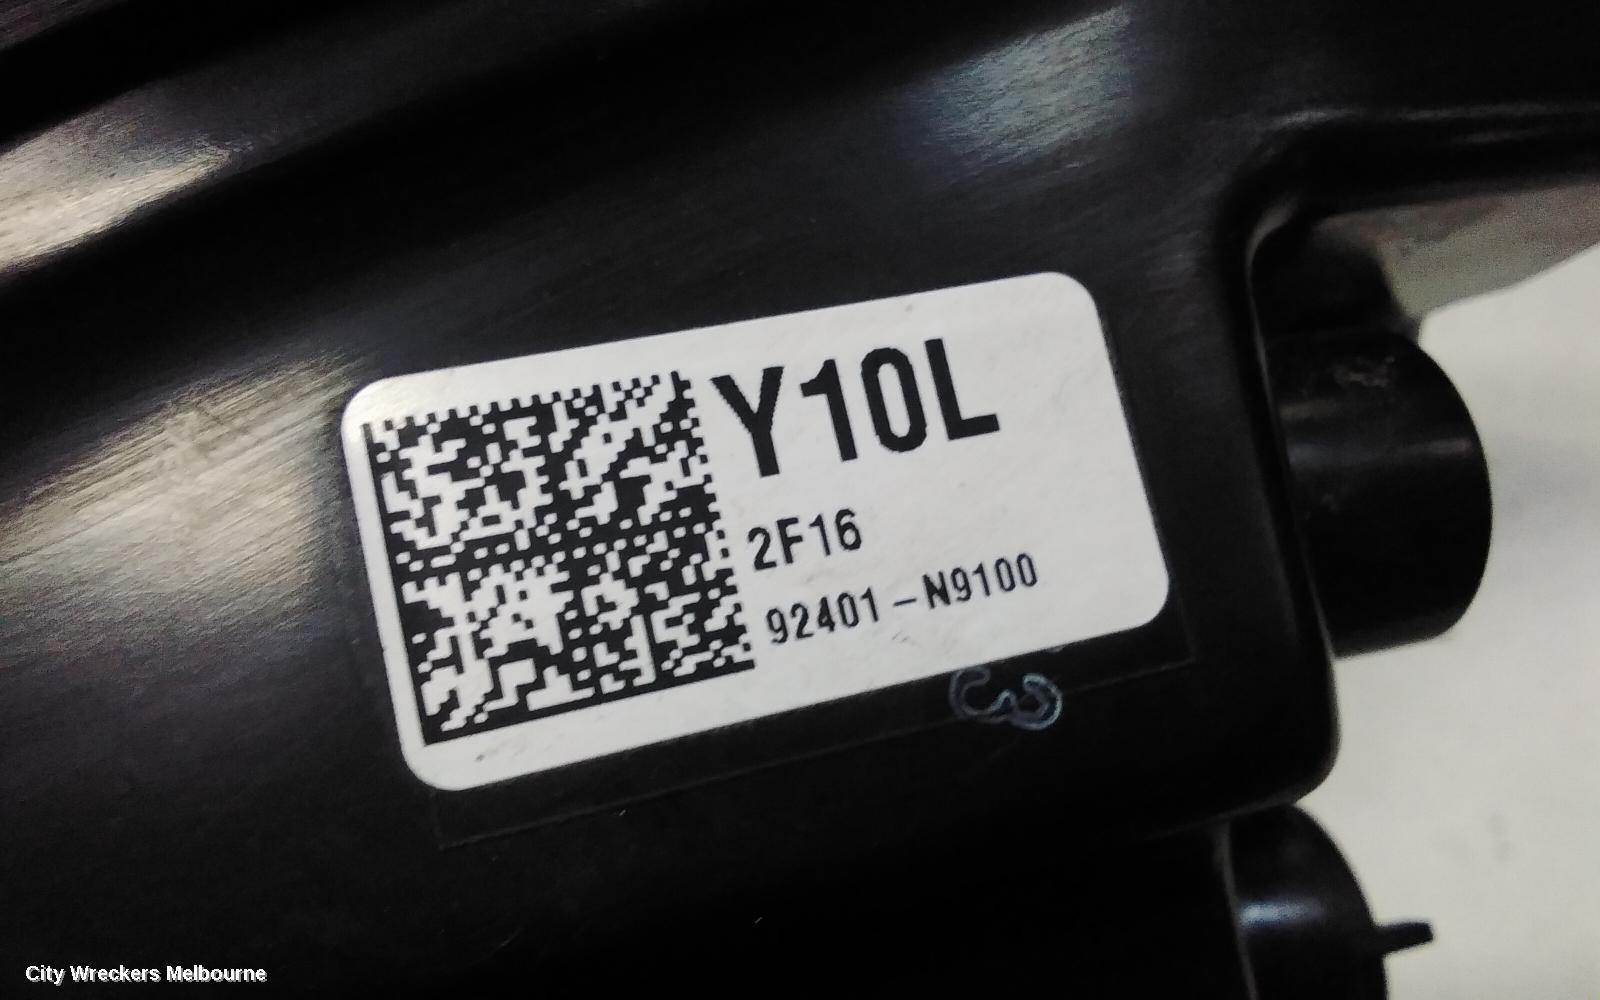 Y10L
2F16
92401-N9100
City Wreckers Melbourne